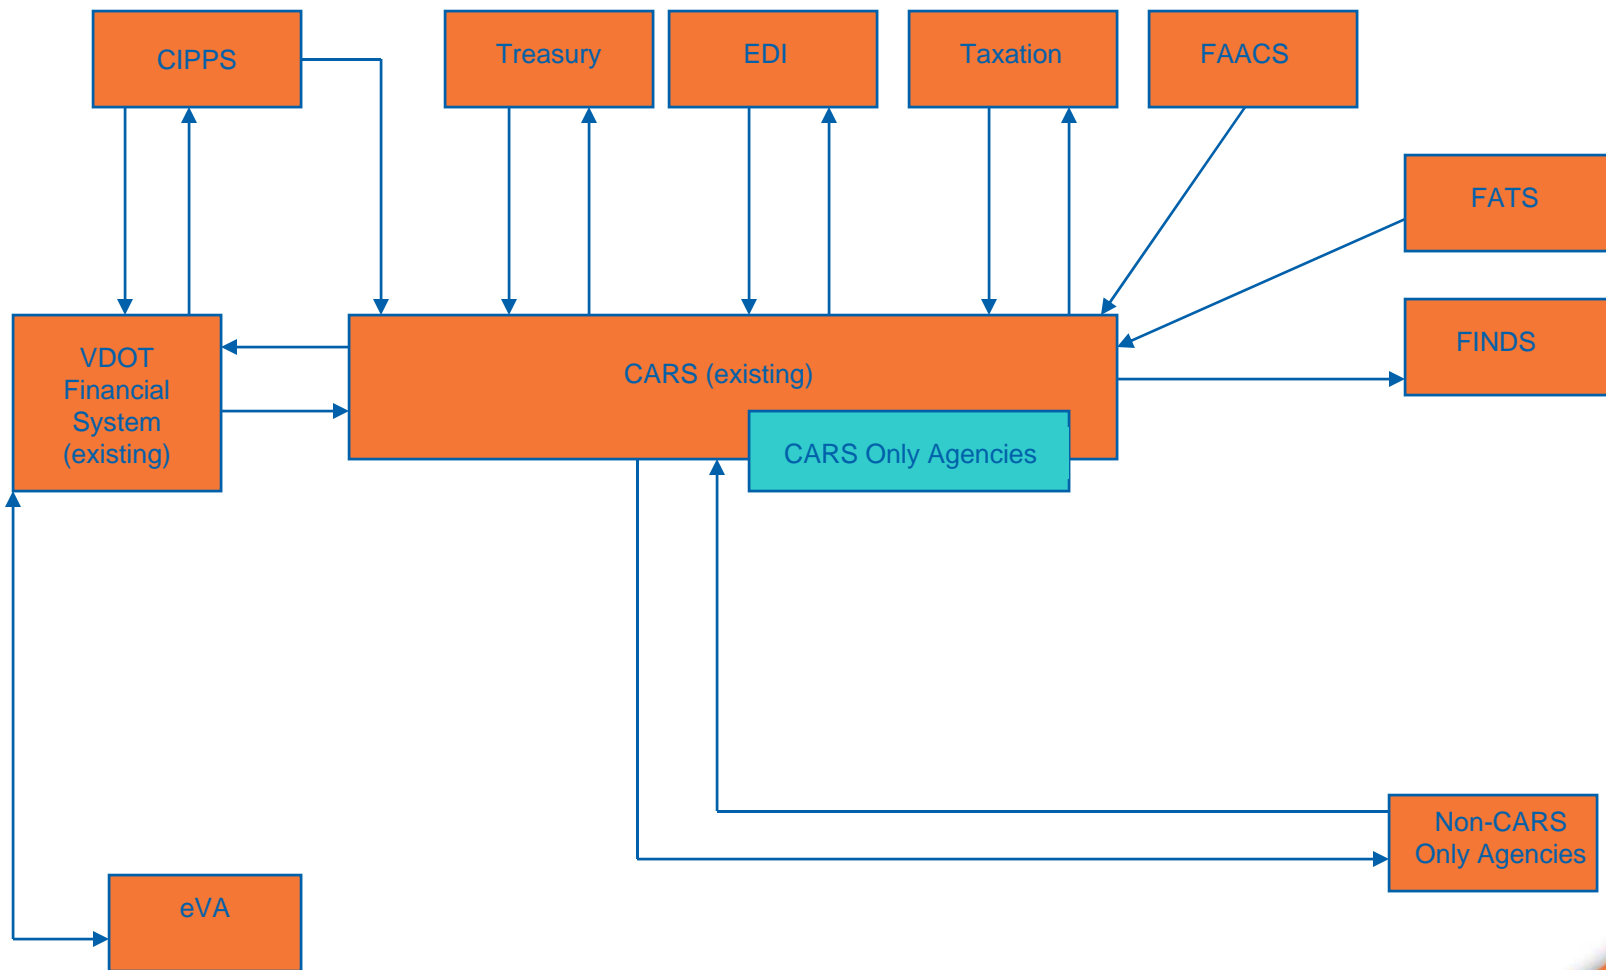 CIPPS
Treasury
EDI
Taxation
FAACS
FATS
FINDS
VDOT
Financial
System
(existing)
CARS (existing)
CARS Only Agencies
Non-CARS
Only Agencies
eVA